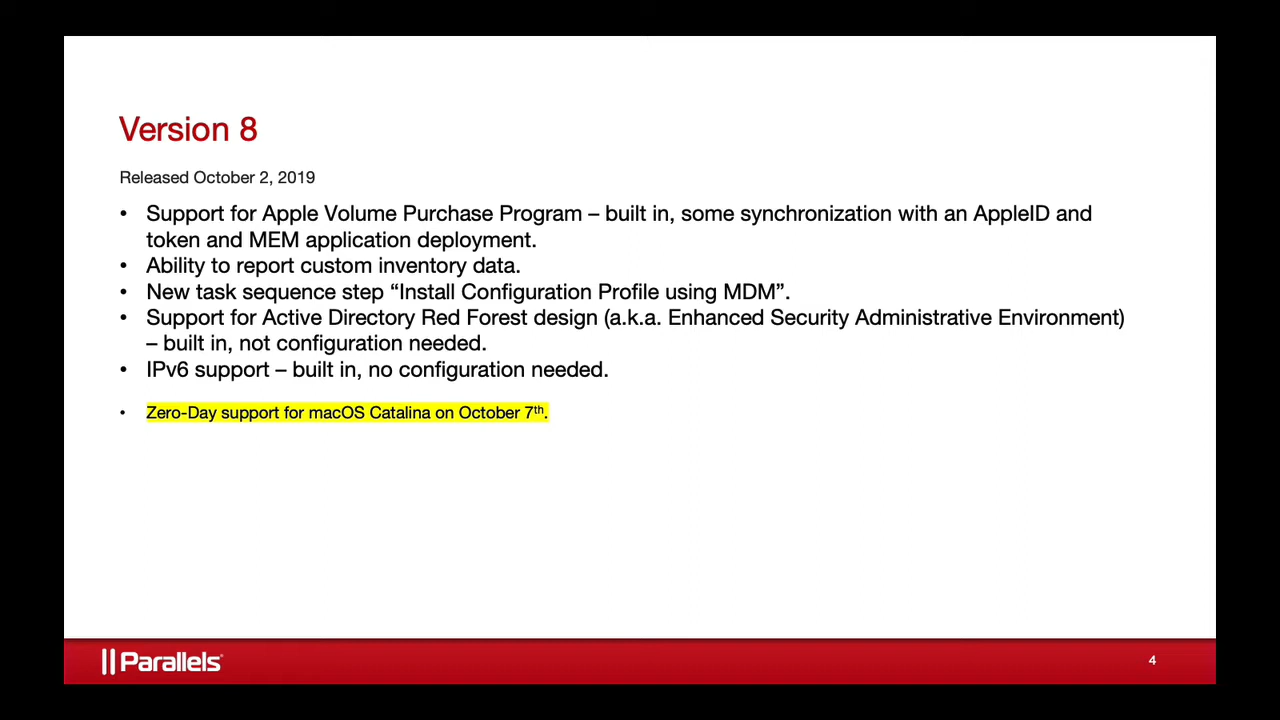 Version 8
Released October 2, 2019
• Support for Apple Volume Purchase Program – built in, some synchronization with an AppleID and
token and MEM application deployment.
• Ability to report custom inventory data.
• New task sequence step “Install Configuration Profile using MDM”.
• Support for Active Directory Red Forest design (a.k.a. Enhanced Security Administrative Environment)
– built in, not configuration needed.
• IPv6 support – built in, no configuration needed.
• Zero-Day support for macOS Catalina on October 7th.
Parallels
4